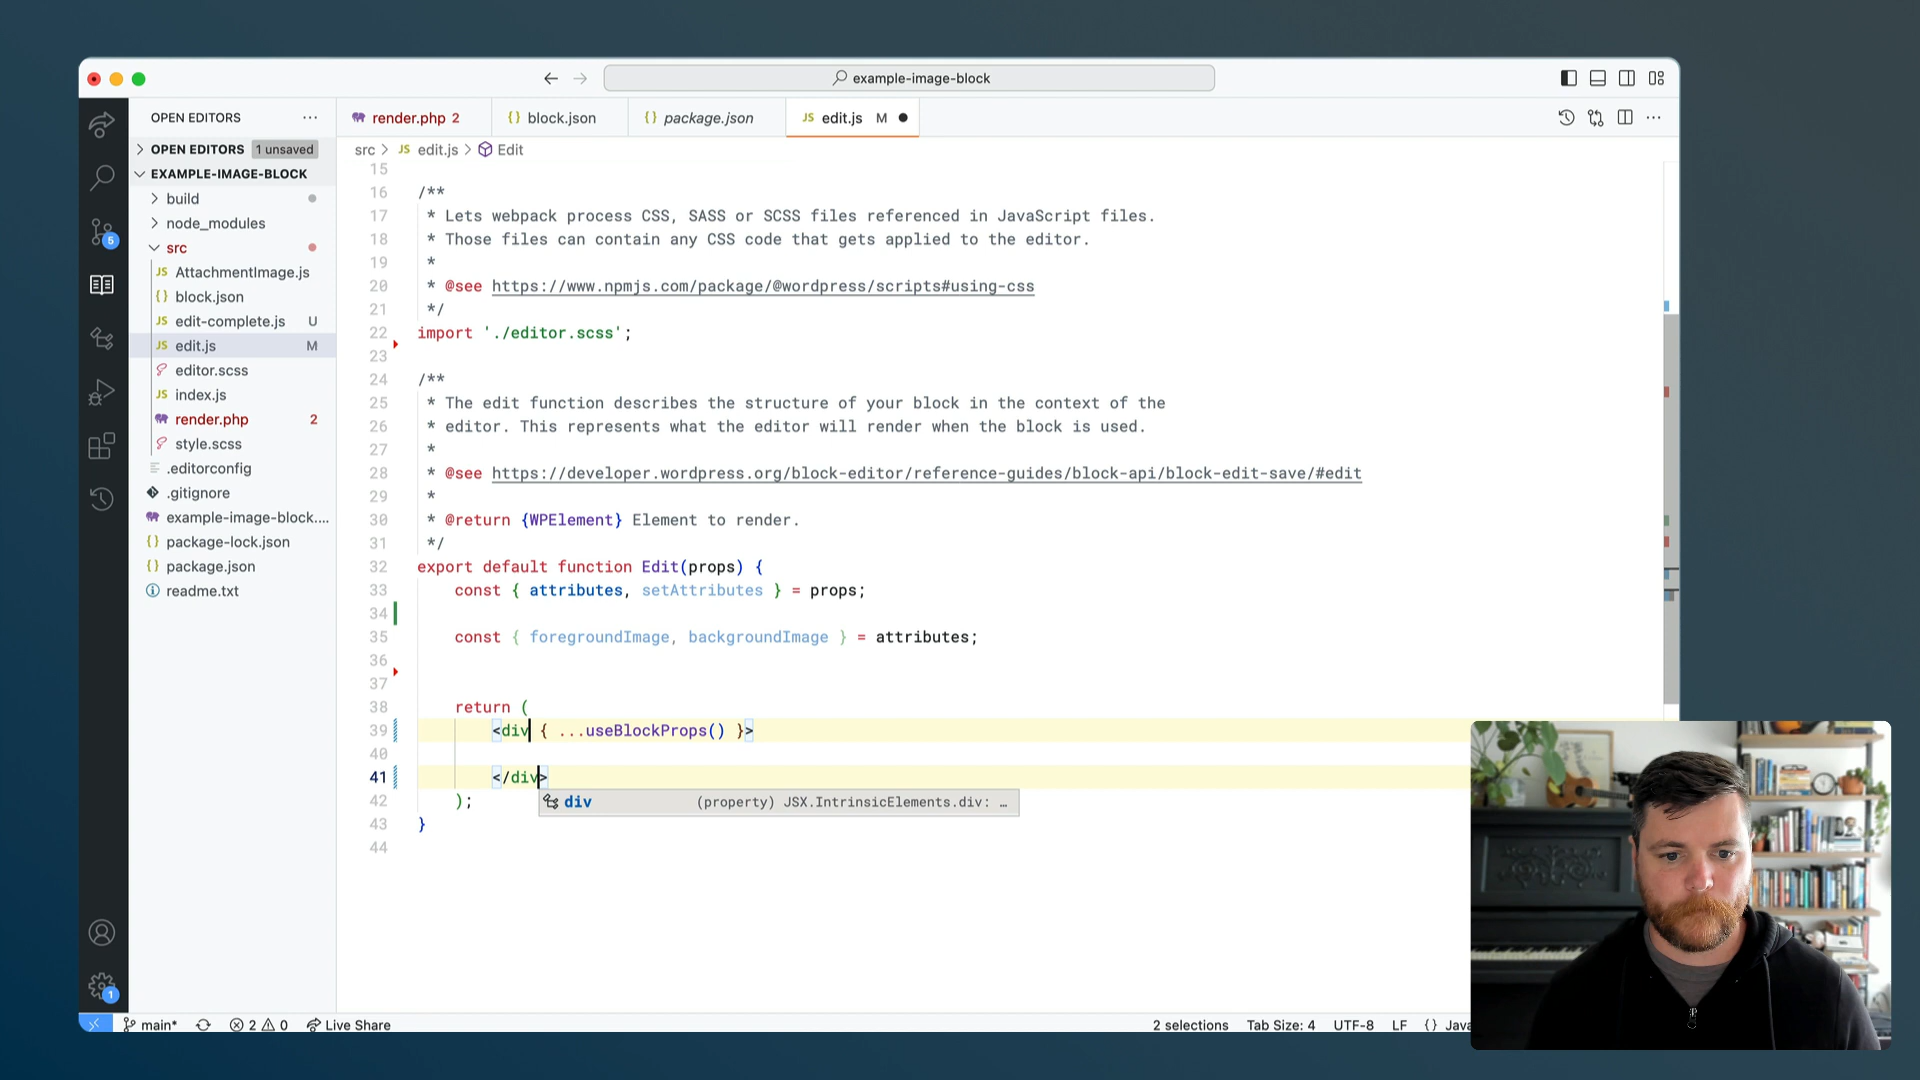 example-image-block
OPEN EDITORS
render.php 2
block.json
package.json
JS edit.js M
OPEN EDITORS 1 unsaved
src > JS edit.js > Edit
EXAMPLE-IMAGE-BLOCK
build
node_modules
src
JS AttachmentImage.js
{} block.json
JS edit-complete.js U
JS edit.js M
editor.scss
JS index.js
render.php 2
style.scss
.editorconfig
.gitignore
example-image-block....
{} package-lock.json
{} package.json
readme.txt
5
1
15
16 /**
17 * Lets webpack process CSS, SASS or SCSS files referenced in JavaScript files.
18 * Those files can contain any CSS code that gets applied to the editor.
19 *
20 * @see https://www.npmjs.com/package/@wordpress/scripts#using-css
21 */
22 import './editor.scss';
23
24 /**
25 * The edit function describes the structure of your block in the context of the
26 * editor. This represents what the editor will render when the block is used.
27 *
28 * @see https://developer.wordpress.org/block-editor/reference-guides/block-api/block-edit-save/#edit
29 *
30 * @return {WPElement} Element to render.
31 */
32 export default function Edit(props) {
33 const { attributes, setAttributes } = props;
34
35 const { foregroundImage, backgroundImage } = attributes;
36
37
38 return (
39 <div { ...useBlockProps() }>
40
41 </div>
div (property) JSX.IntrinsicElements.div: …
42 );
43 }
44
main* 2 0 Live Share
2 selections Tab Size: 4 UTF-8 LF {} Java